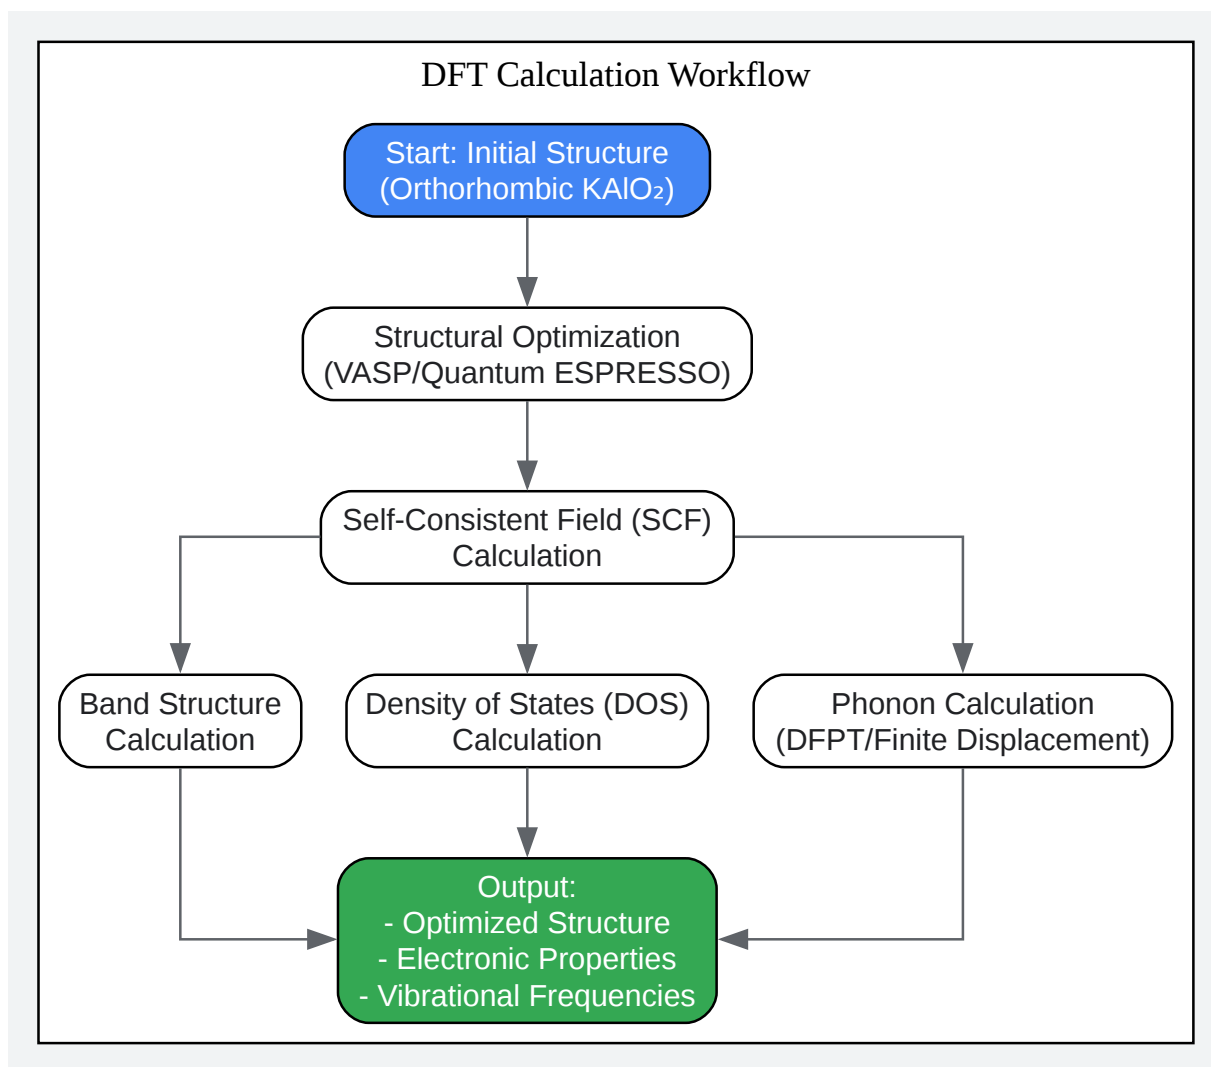 DFT Calculation Workflow
Start: Initial Structure
(Orthorhombic KAlO₂)
Structural Optimization
(VASP/Quantum ESPRESSO)
Self-Consistent Field (SCF)
Calculation
Band Structure
Calculation
Density of States (DOS)
Calculation
Phonon Calculation
(DFPT/Finite Displacement)
Output:
- Optimized Structure
- Electronic Properties
- Vibrational Frequencies